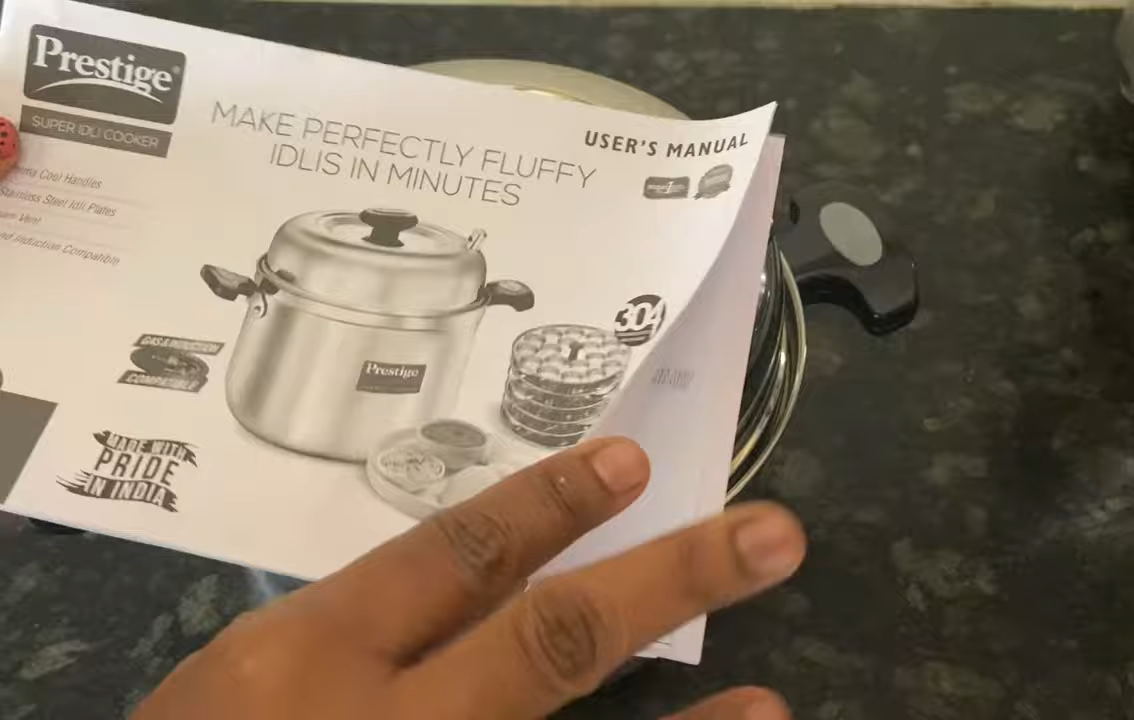 Prestige
SUPER IDLI COOKER
Cool Handles
Stainless Steel Idli Plates
Vent
Induction Compatible
MAKE PERFECTLY FLUFFY
IDLIS IN MINUTES
USER'S MANUAL
304
Prestige
GAS & INDUCTION
COMPATIBLE
MADE WITH
PRIDE
IN INDIA